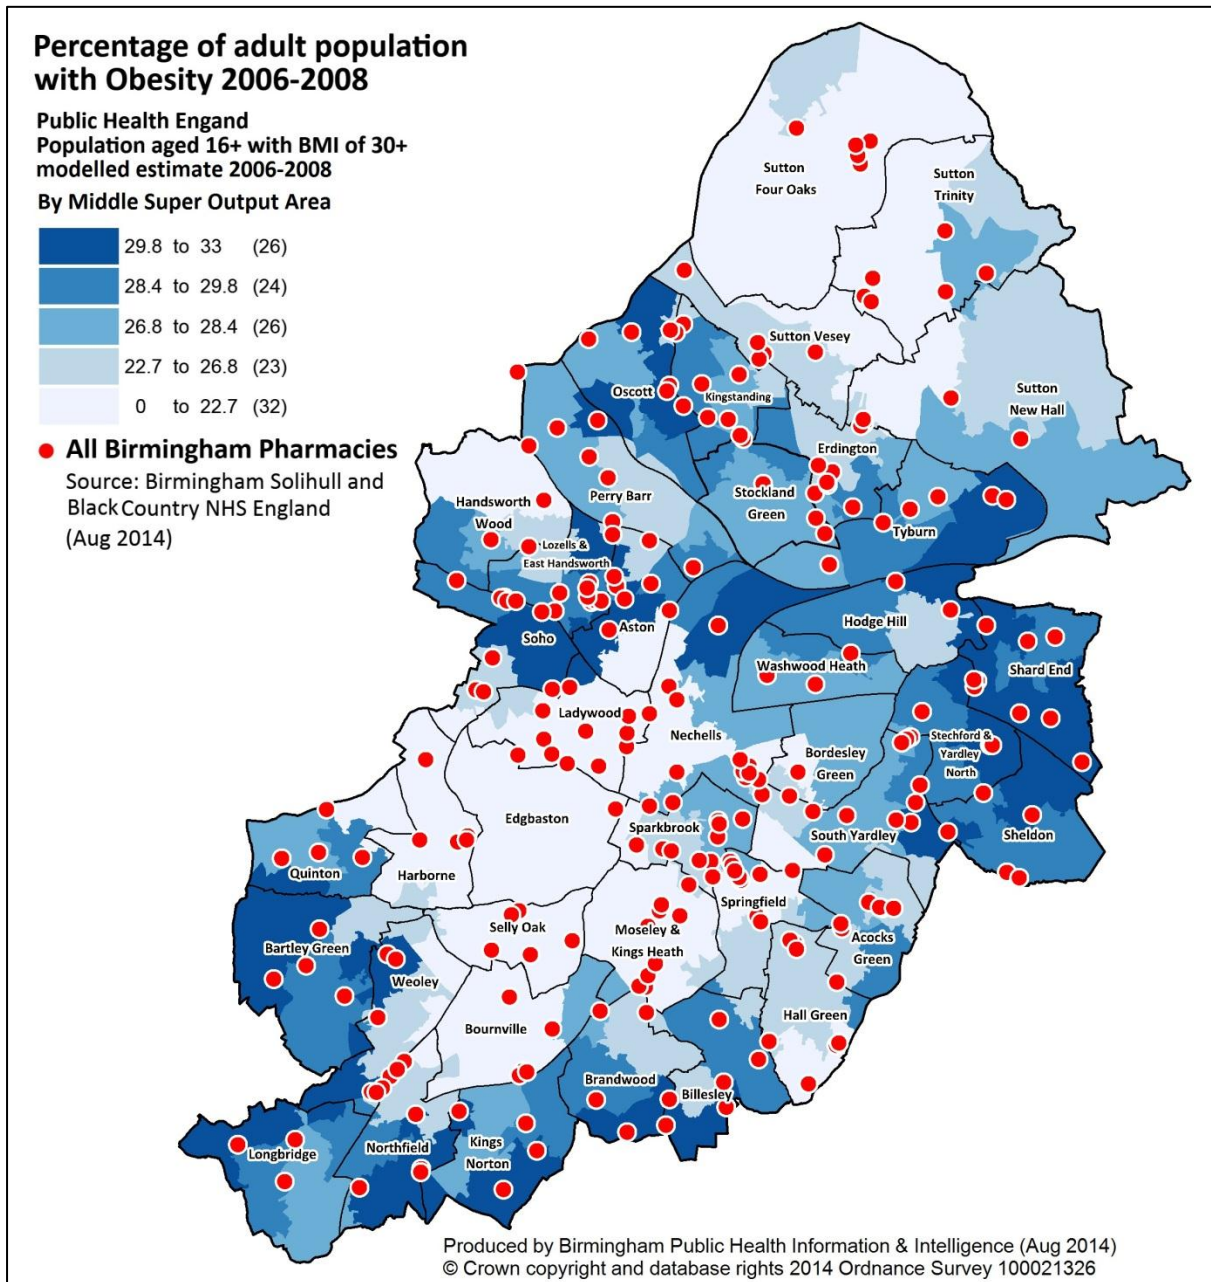 Percentage of adult population
with Obesity 2006-2008
Public Health Engand
Population aged 16+ with BMI of 30+
modelled estimate 2006-2008
By Middle Super Output Area
29.8 to 33 (26)
28.4 to 29.8 (24)
26.8 to 28.4 (26)
22.7 to 26.8 (23)
0 to 22.7 (32)
All Birmingham Pharmacies
Source: Birmingham Solihull and
Black Country NHS England
(Aug 2014)
Sutton
Four Oaks
Sutton
Trinity
Sutton Vesey
Sutton
New Hall
Oscott
Kingstanding
Erdington
Perry Barr
Stockland
Green
Tyburn
Handsworth
Wood
Lozells &
East Handsworth
Soho
Aston
Hodge Hill
Washwood Heath
Shard End
Ladywood
Nechells
Bordesley
Green
Stechford &
Yardley
North
Edgbaston
Sparkbrook
South Yardley
Sheldon
Quinton
Harborne
Springfield
Bartley Green
Selly Oak
Moseley &
Kings Heath
Acocks
Green
Weoley
Bournville
Hall Green
Brandwood
Billesley
Longbridge
Northfield
Kings
Norton
Produced by Birmingham Public Health Information & Intelligence (Aug 2014)
© Crown copyright and database rights 2014 Ordnance Survey 100021326